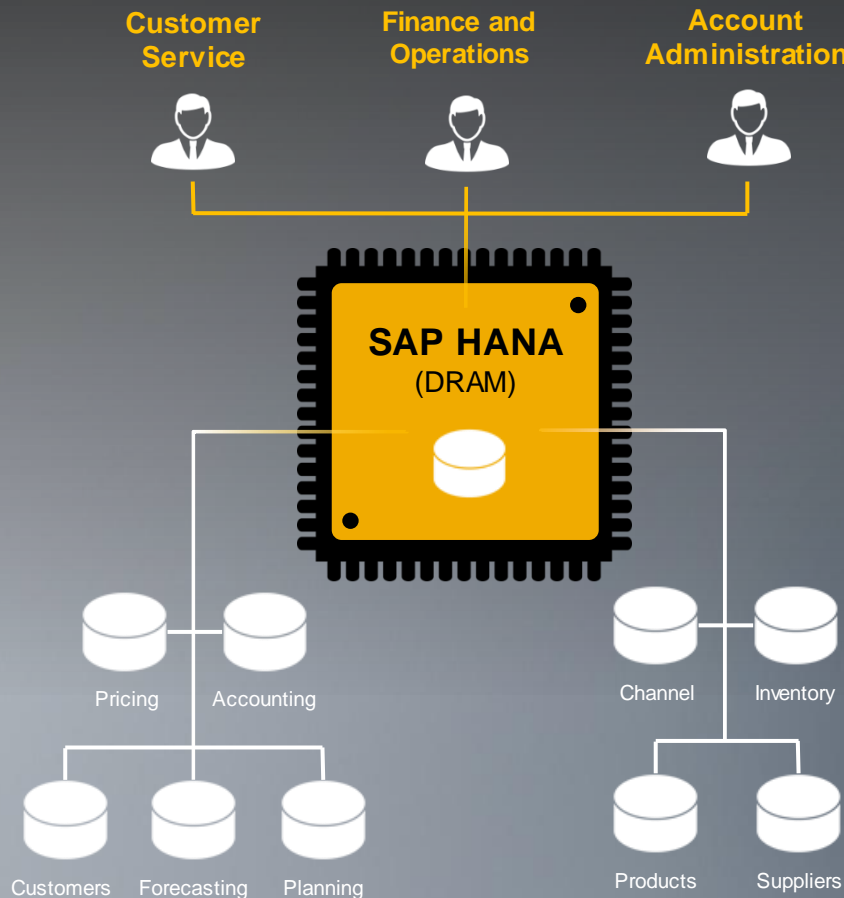 Customer
Service
Finance and
Operations
Account
Administration
SAP HANA
(DRAM)
Pricing
Accounting
Channel
Inventory
Customers
Forecasting
Planning
Products
Suppliers